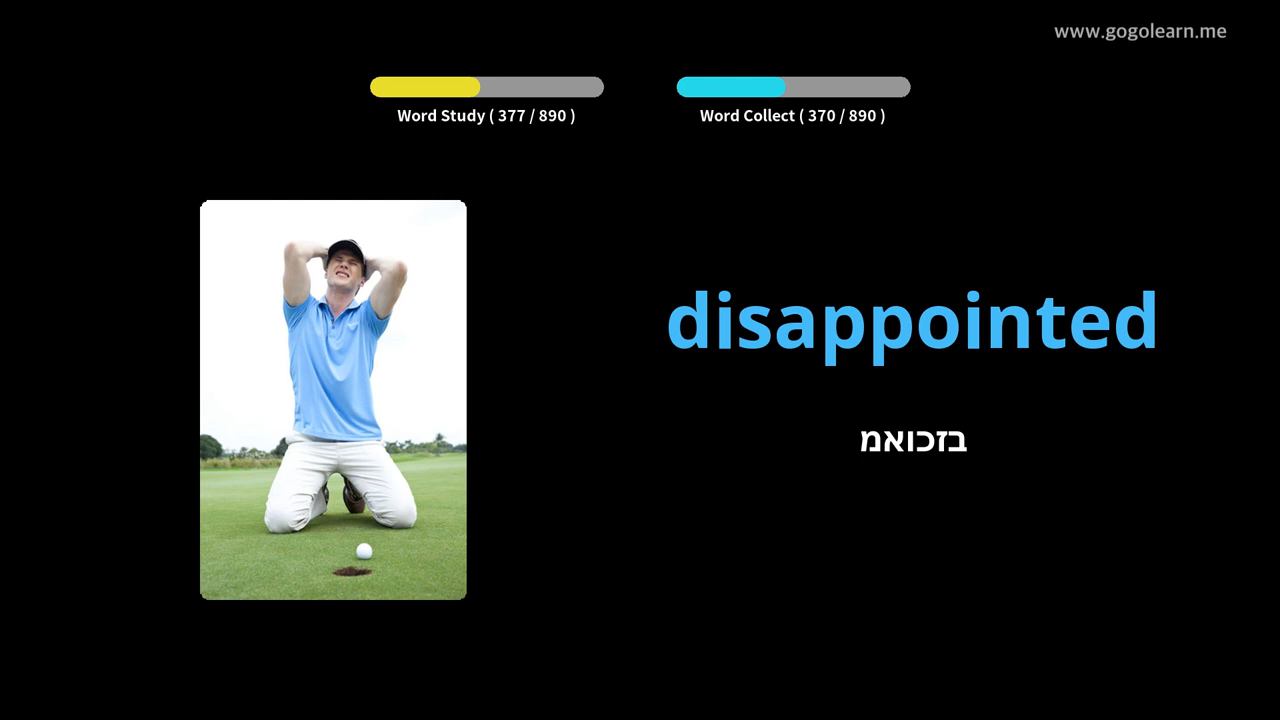 www.gogolearn.me
Word Study ( 377 / 890 )
Word Collect ( 370 / 890 )
disappointed
בזכואמ